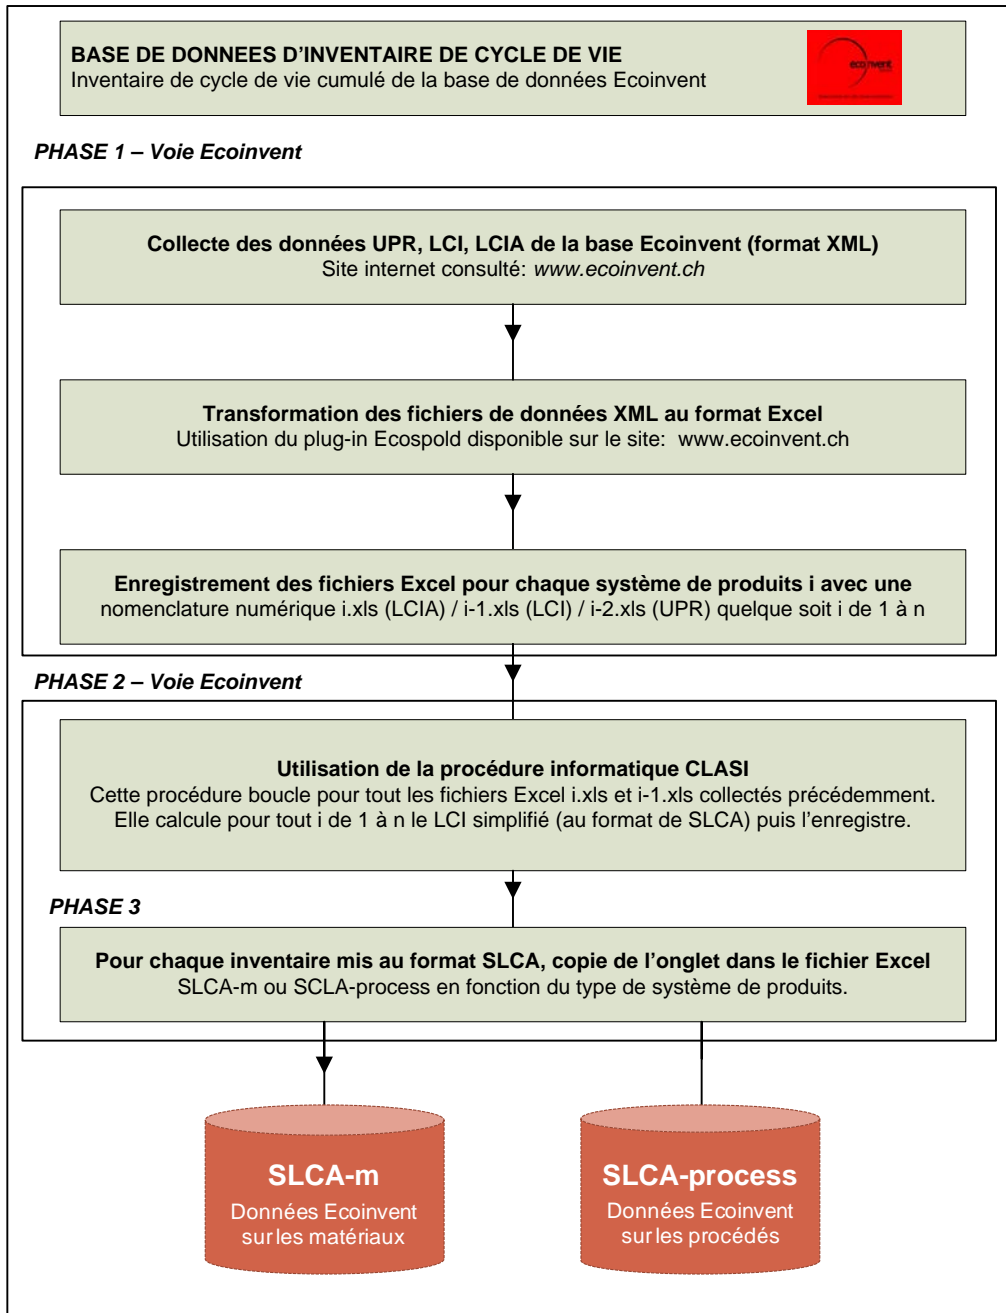 BASE DE DONNEES D'INVENTAIRE DE CYCLE DE VIE
Inventaire de cycle de vie cumulé de la base de données Ecoinvent
ecoinvent
PHASE 1 – Voie Ecoinvent
Collecte des données UPR, LCI, LCIA de la base Ecoinvent (format XML)
Site internet consulté: www.ecoinvent.ch
Transformation des fichiers de données XML au format Excel
Utilisation du plug-in Ecospold disponible sur le site: www.ecoinvent.ch
Enregistrement des fichiers Excel pour chaque système de produits i avec une
nomenclature numérique i.xls (LCIA) / i-1.xls (LCI) / i-2.xls (UPR) quelque soit i de 1 à n
PHASE 2 – Voie Ecoinvent
Utilisation de la procédure informatique CLASI
Cette procédure boucle pour tout les fichiers Excel i.xls et i-1.xls collectés précédemment.
Elle calcule pour tout i de 1 à n le LCI simplifié (au format de SLCA) puis l'enregistre.
PHASE 3
Pour chaque inventaire mis au format SLCA, copie de l'onglet dans le fichier Excel
SLCA-m ou SCLA-process en fonction du type de système de produits.
SLCA-m
Données Ecoinvent
sur les matériaux
SLCA-process
Données Ecoinvent
sur les procédés